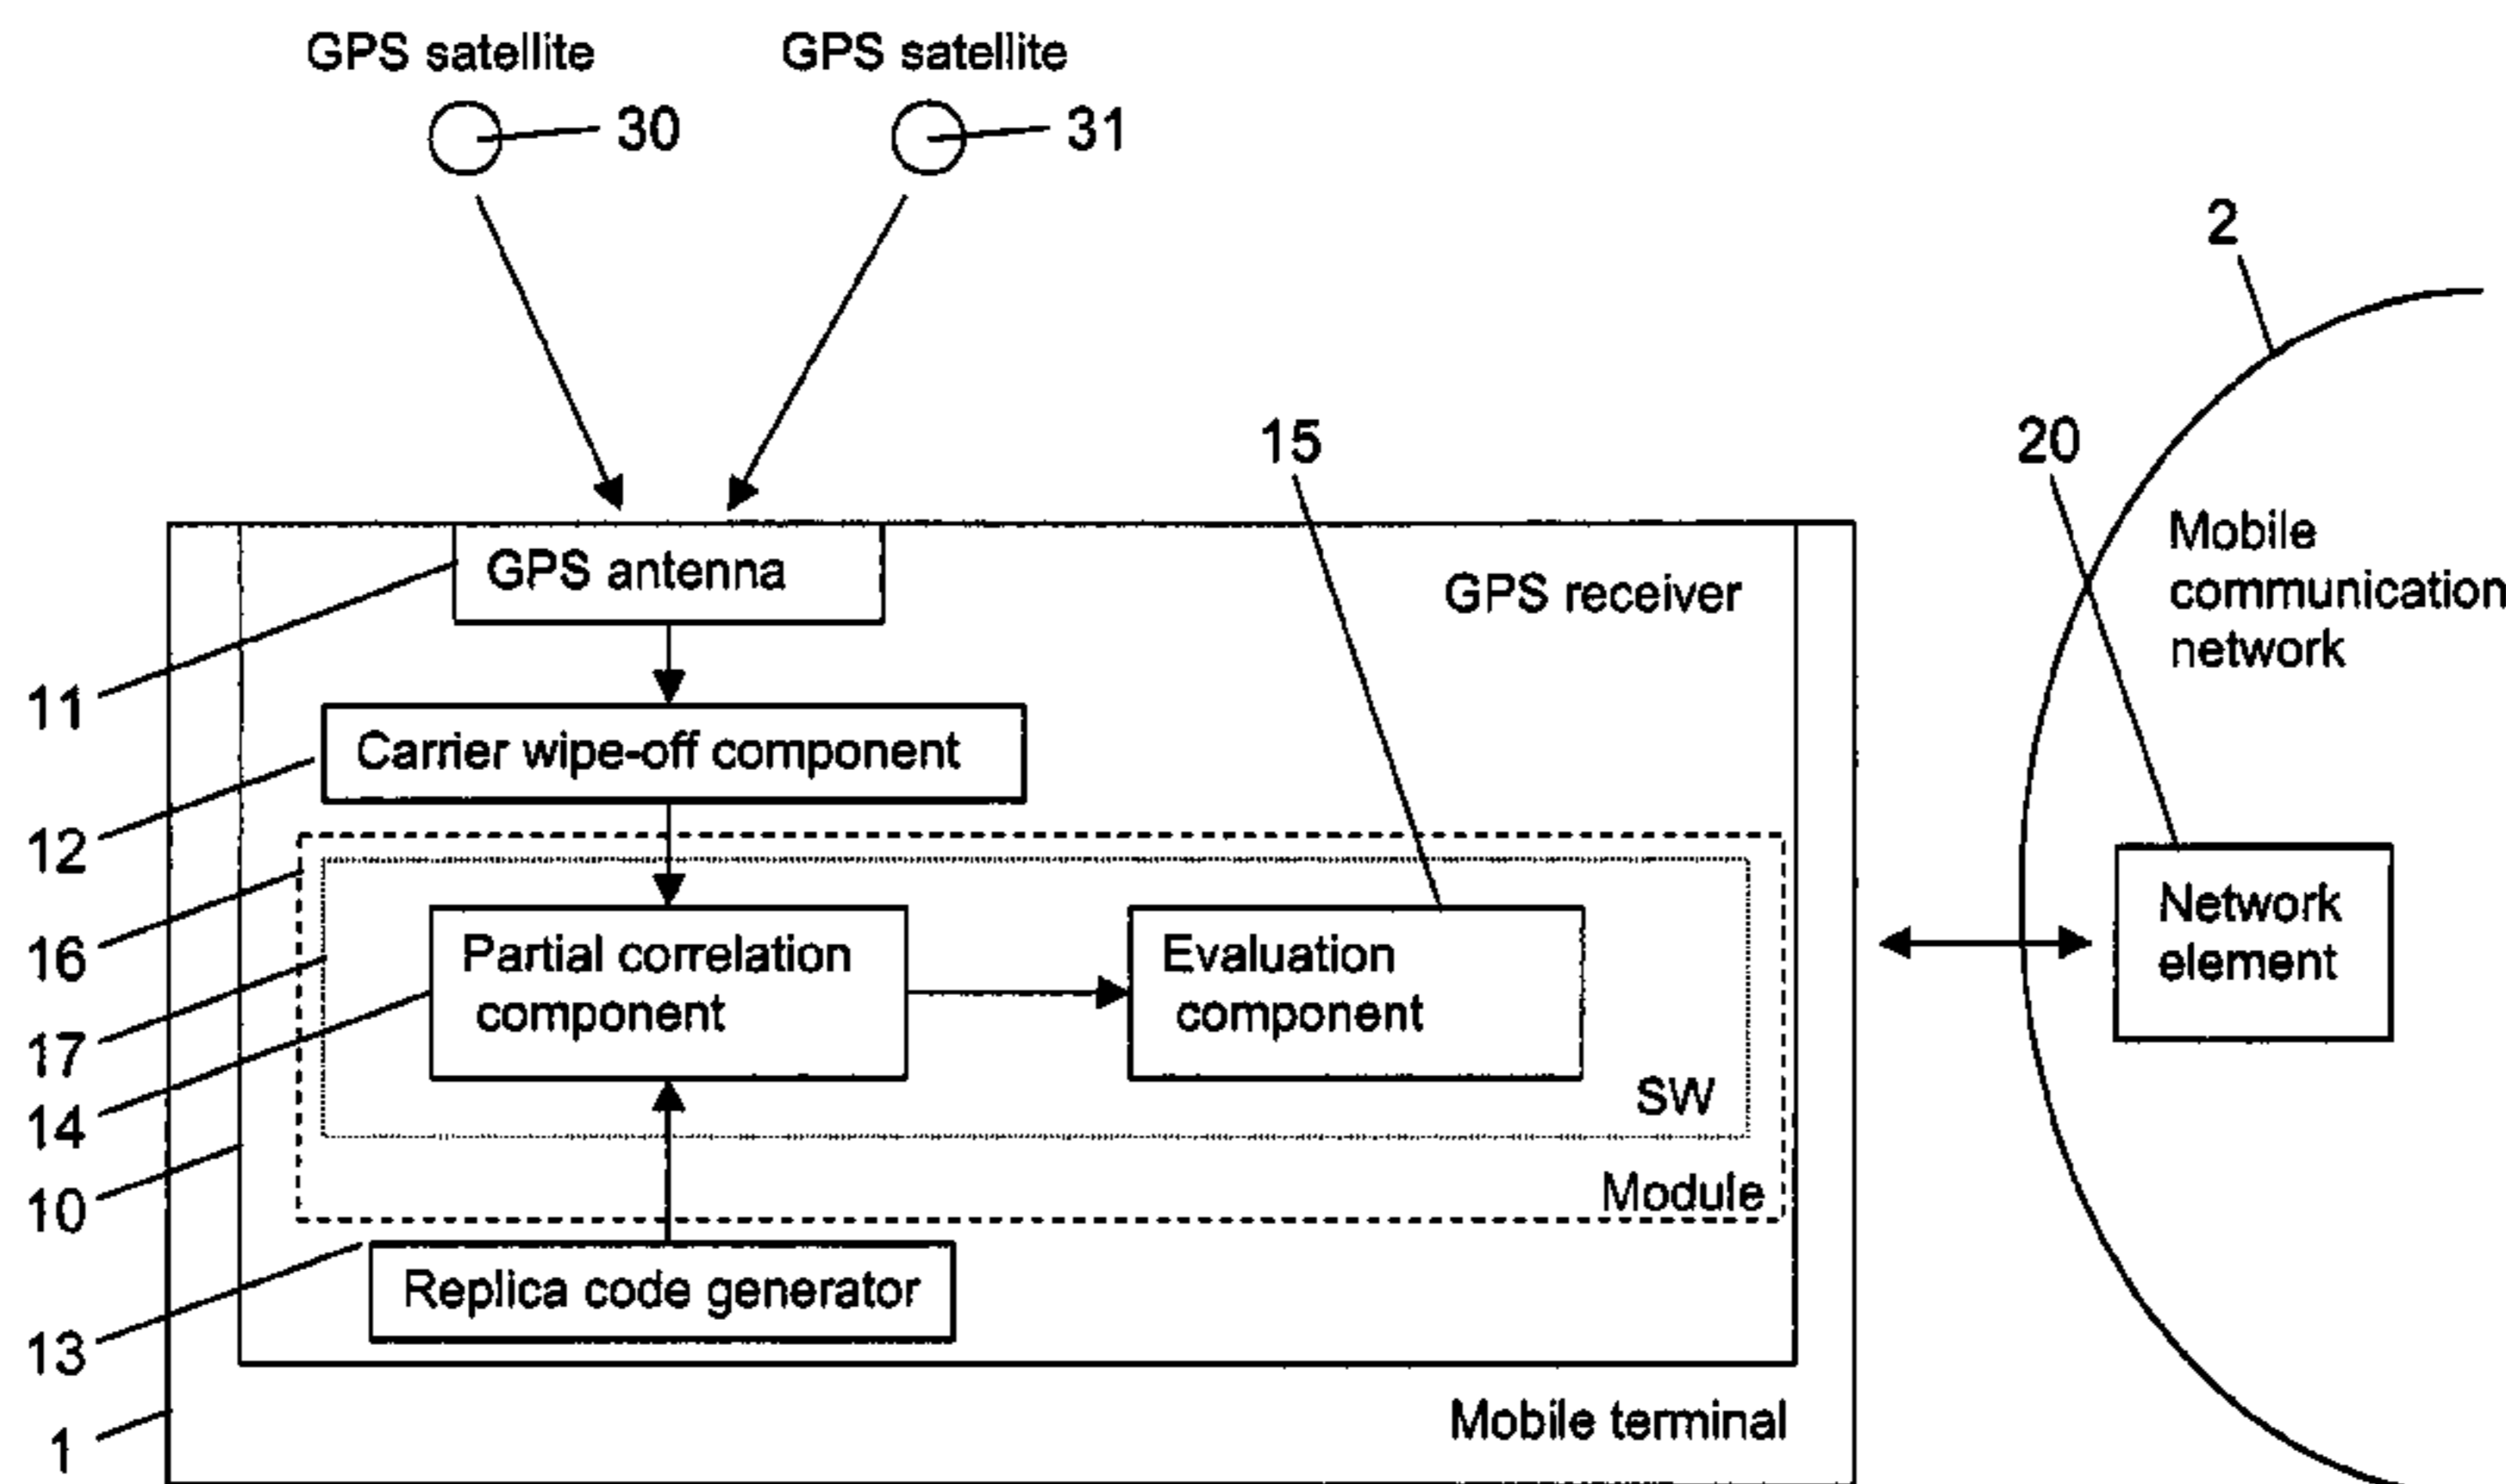 GPS satellite
GPS satellite
30
31
2
15
20
GPS antenna
GPS receiver
Mobile
communication
network
11
Carrier wipe-off component
12
16
17
14
10
13
1
Partial correlation
component
Evaluation
component
Network
element
SW
Module
Replica code generator
Mobile terminal